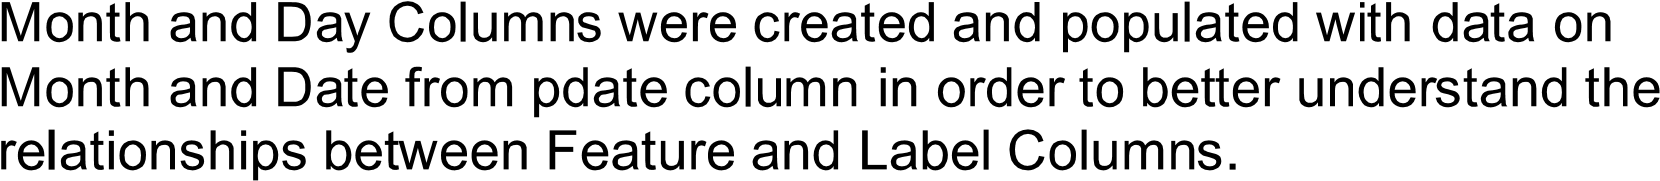 Month and Day Columns were created and populated with data on
Month and Date from pdate column in order to better understand the
relationships between Feature and Label Columns.